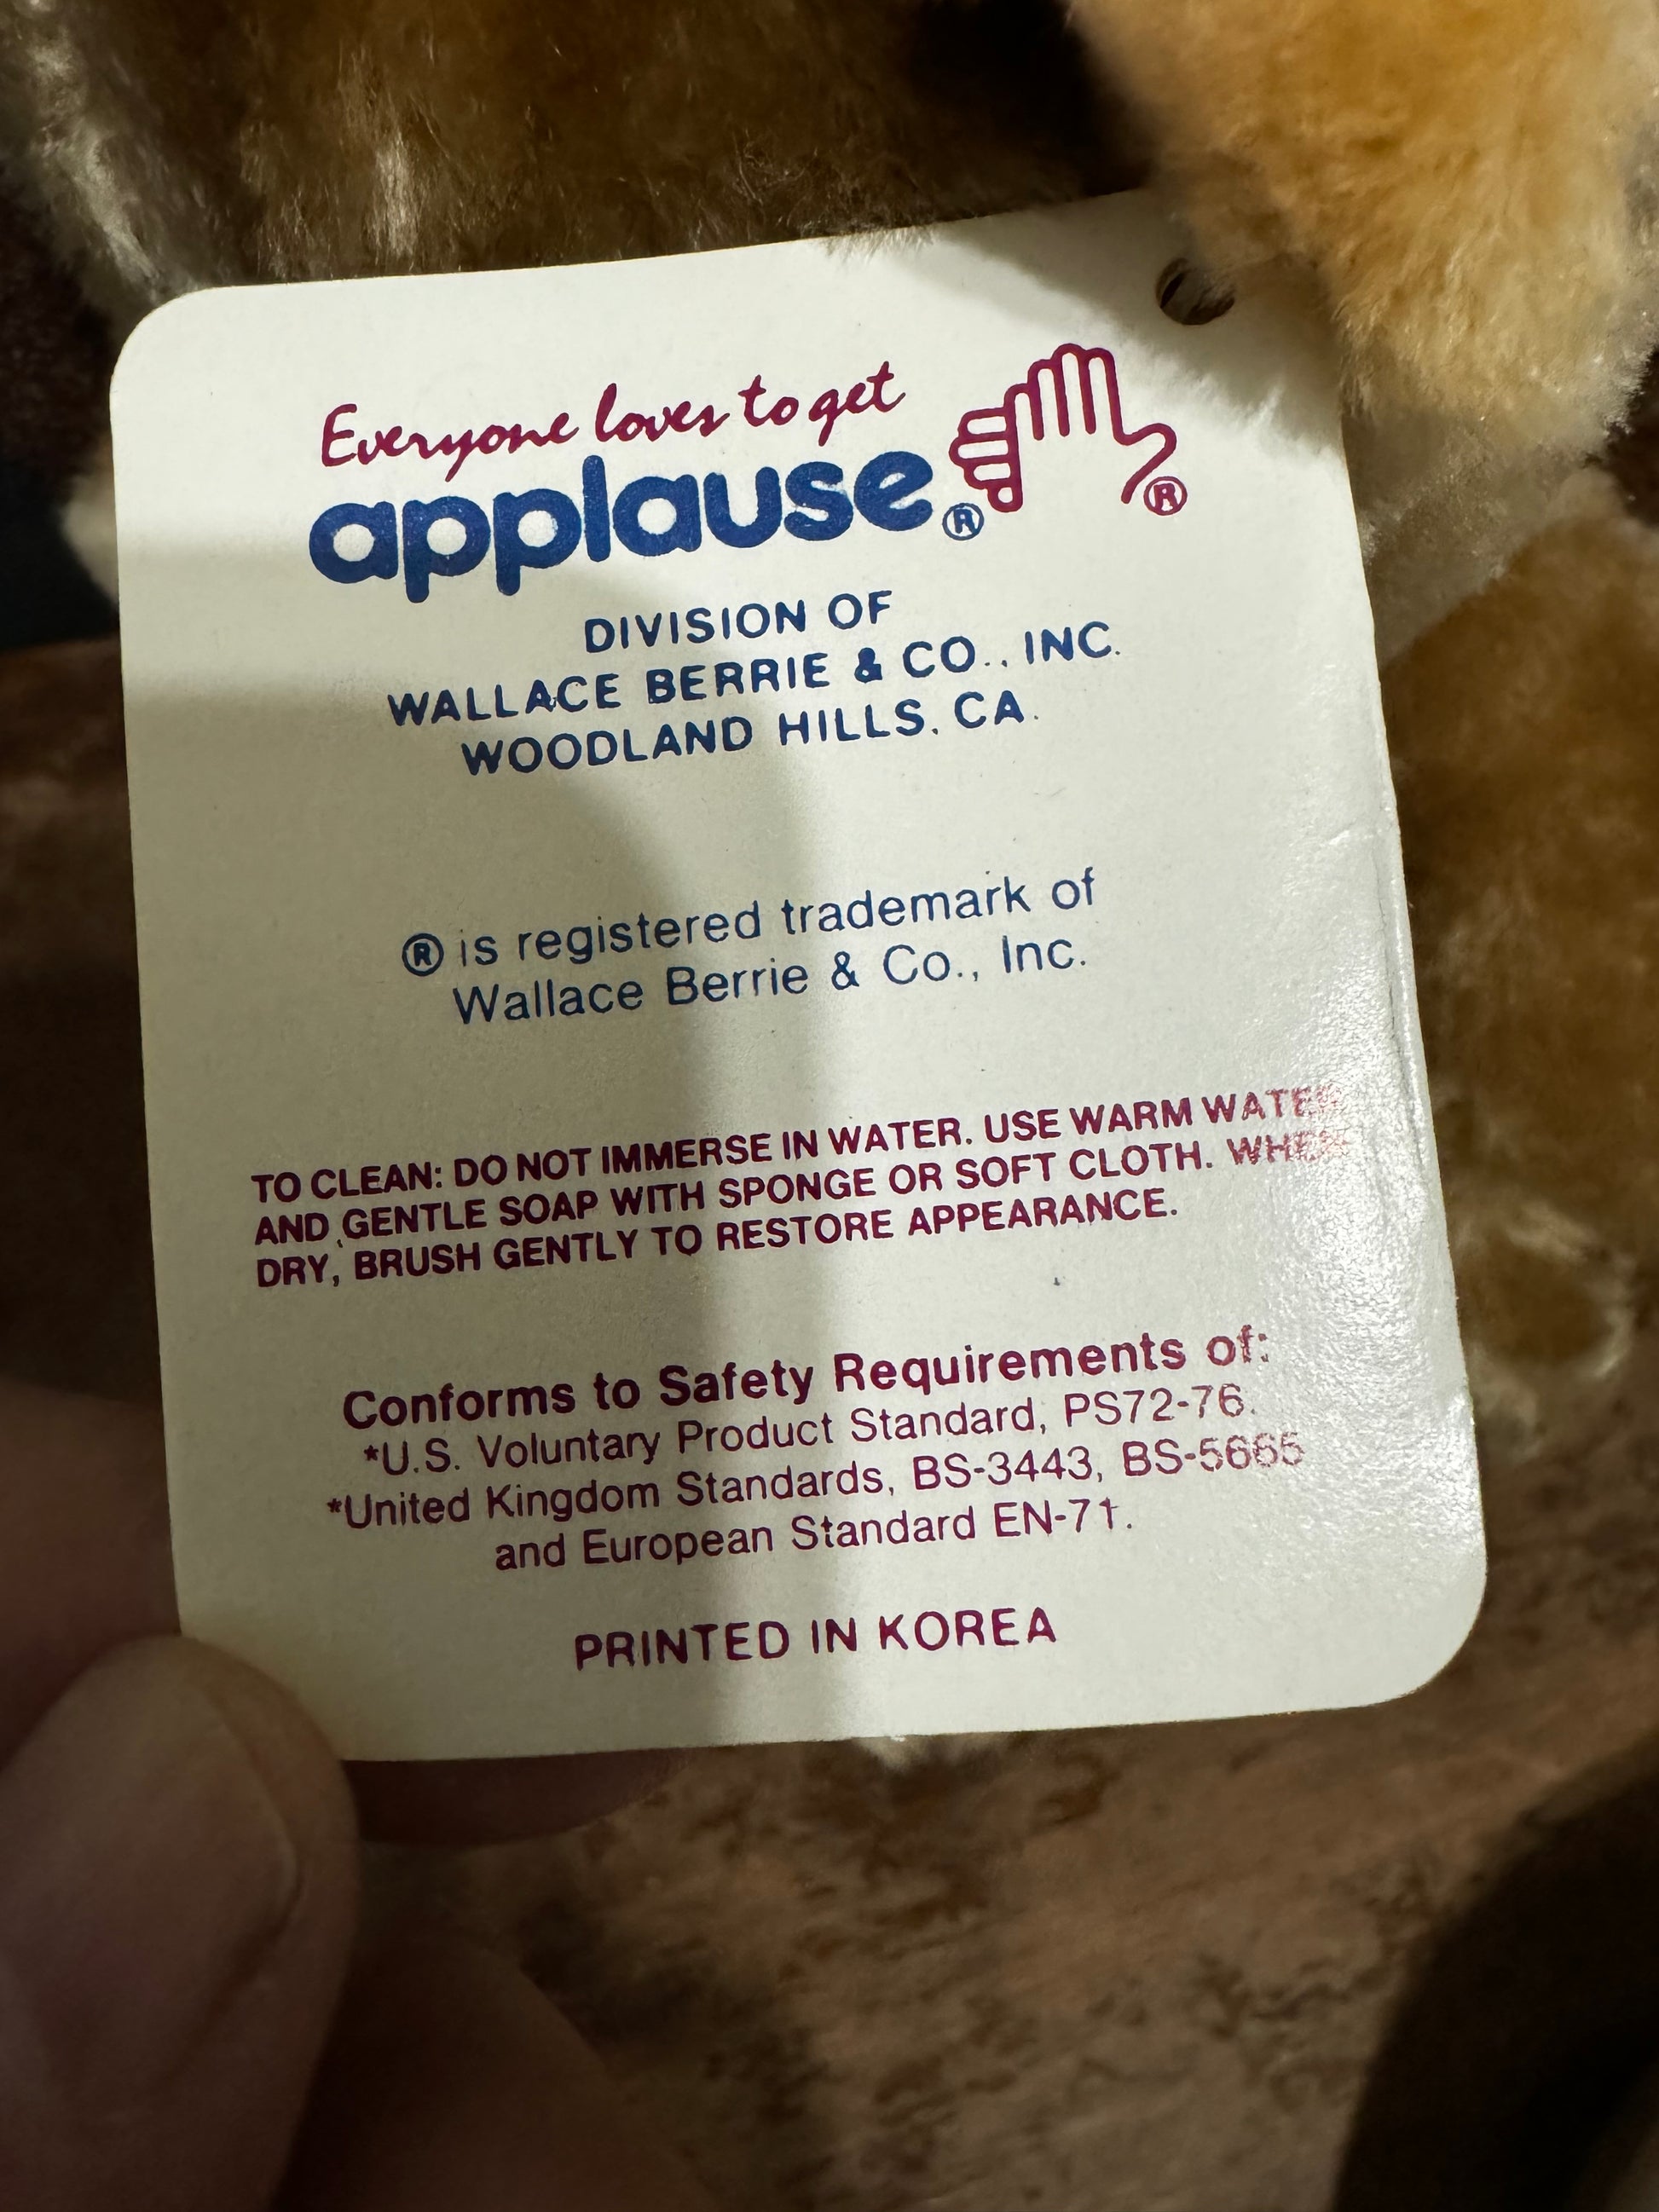 Everyone loves to get
applause®
®
DIVISION OF
WALLACE BERRIE & CO., INC.
WOODLAND HILLS, CA.
® is registered trademark of
Wallace Berrie & Co., Inc.
TO CLEAN: DO NOT IMMERSE IN WATER. USE WARM WATER
AND GENTLE SOAP WITH SPONGE OR SOFT CLOTH. WHEN
DRY, BRUSH GENTLY TO RESTORE APPEARANCE.
Conforms to Safety Requirements of:
*U.S. Voluntary Product Standard, PS72-76.
*United Kingdom Standards, BS-3443, BS-5665
and European Standard EN-71.
PRINTED IN KOREA